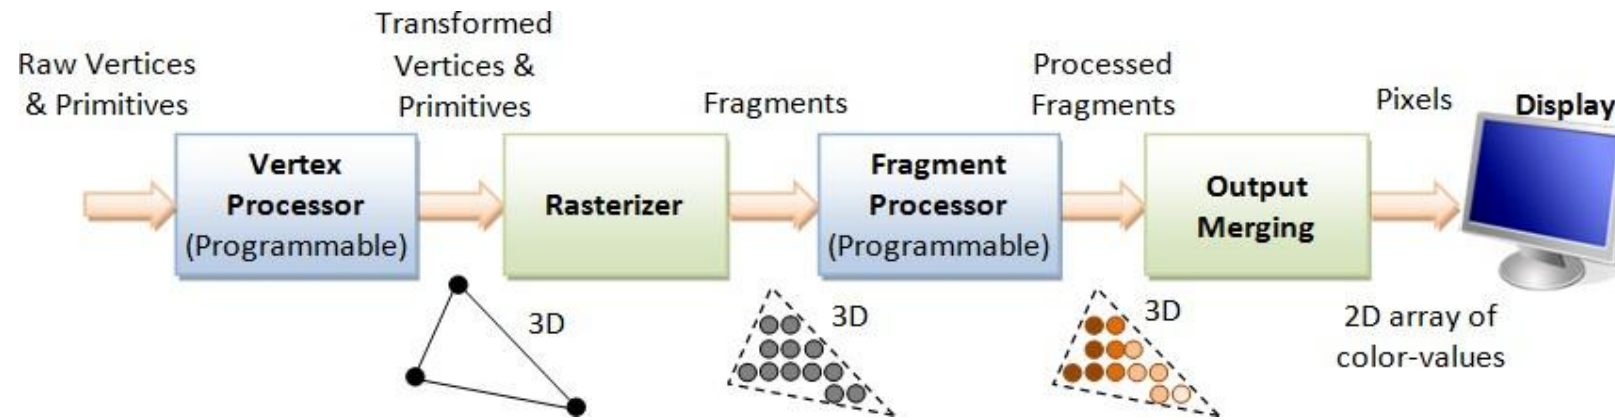 Raw Vertices
& Primitives
Transformed
Vertices &
Primitives
Fragments
Processed
Fragments
Pixels
Display
Vertex
Processor
(Programmable)
Rasterizer
Fragment
Processor
(Programmable)
Output
Merging
3D
3D
3D
2D array of
color-values